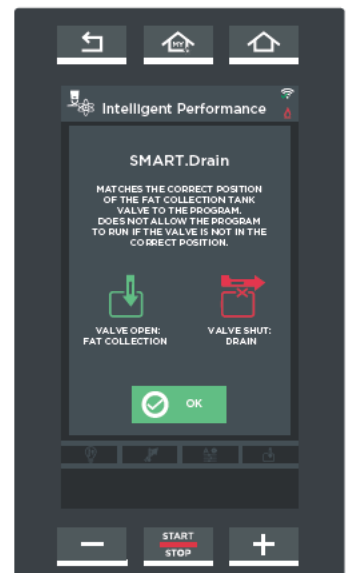 MY
Intelligent Performance
SMART.Drain
MATCHES THE CORRECT POSITION
OF THE FAT COLLECTION TANK
VALVE TO THE PROGRAM.
DOES NOT ALLOW THE PROGRAM
TO RUN IF THE VALVE IS NOT IN THE
CORRECT POSITION.
VALVE OPEN:
FAT COLLECTION
VALVE SHUT:
DRAIN
OK
START
STOP